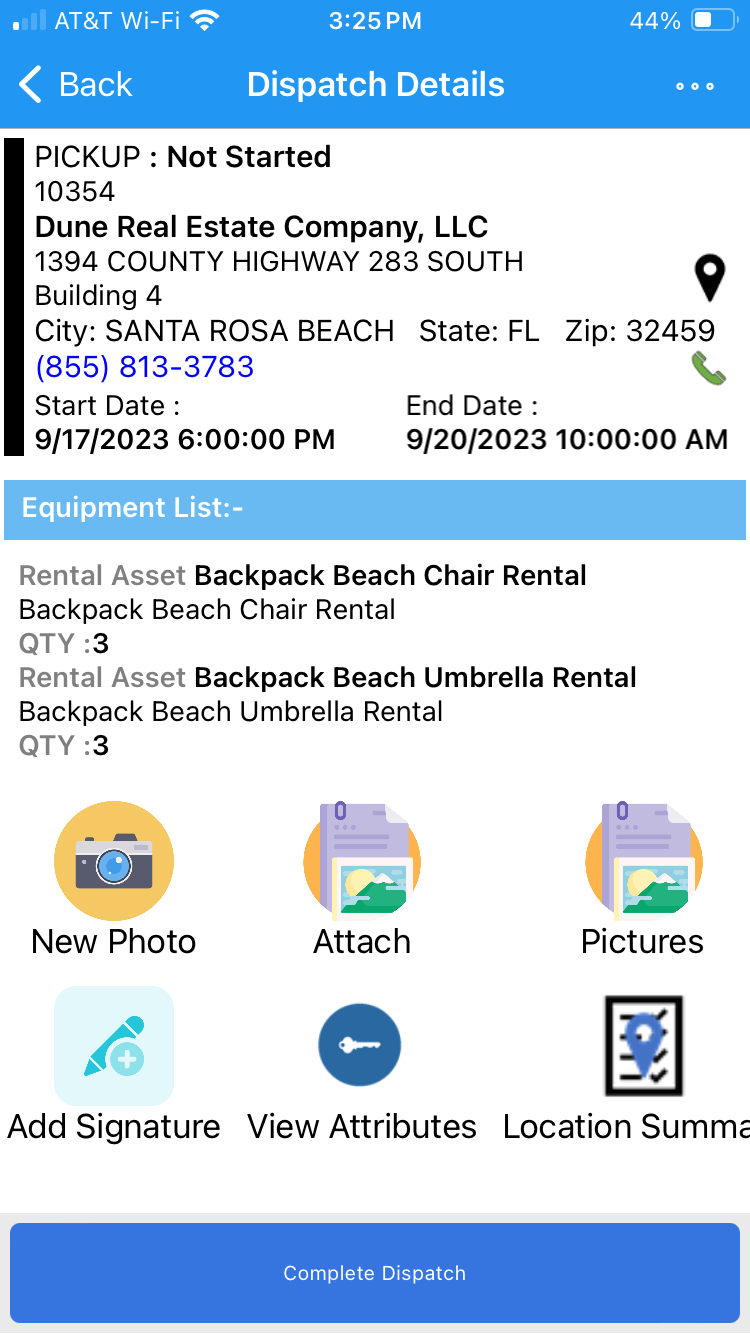 AT&T Wi-Fi 3:25 PM 44%
Back Dispatch Details
PICKUP : Not Started
10354
Dune Real Estate Company, LLC
1394 COUNTY HIGHWAY 283 SOUTH
Building 4
City: SANTA ROSA BEACH State: FL Zip: 32459
(855) 813-3783
Start Date : End Date :
9/17/2023 6:00:00 PM 9/20/2023 10:00:00 AM
Equipment List:-
Rental Asset Backpack Beach Chair Rental
Backpack Beach Chair Rental
QTY :3
Rental Asset Backpack Beach Umbrella Rental
Backpack Beach Umbrella Rental
QTY :3
New Photo Attach Pictures
Add Signature View Attributes Location Summa
Complete Dispatch